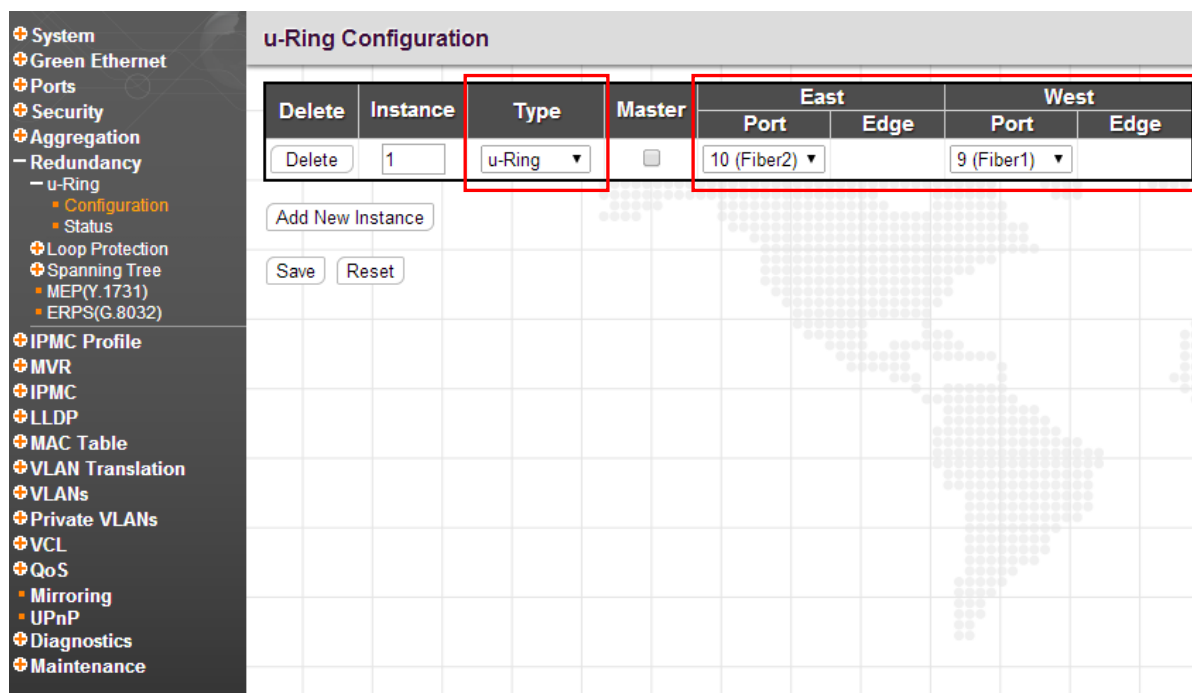 System
Green Ethernet
Ports
Security
Aggregation
Redundancy
u-Ring
Configuration
Status
Loop Protection
Spanning Tree
MEP(Y.1731)
ERPS(G.8032)
IPMC Profile
MVR
IPMC
LLDP
MAC Table
VLAN Translation
VLANs
Private VLANs
VCL
QoS
Mirroring
UPnP
Diagnostics
Maintenance
u-Ring Configuration
Delete Instance Type Master East West
Port Edge Port Edge
Delete 1 u-Ring 10 (Fiber2) 9 (Fiber1)
Add New Instance
Save Reset